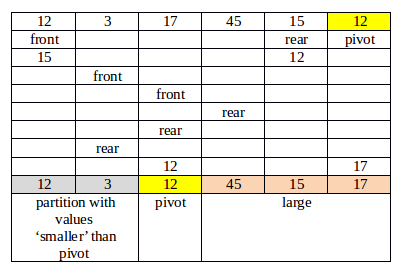 12 3 17 45 15 12
front rear pivot
15 12
front
front
rear
rear
rear
12 17
12 3 12 45 15 17
partition with pivot large
values
‘smaller’ than
pivot